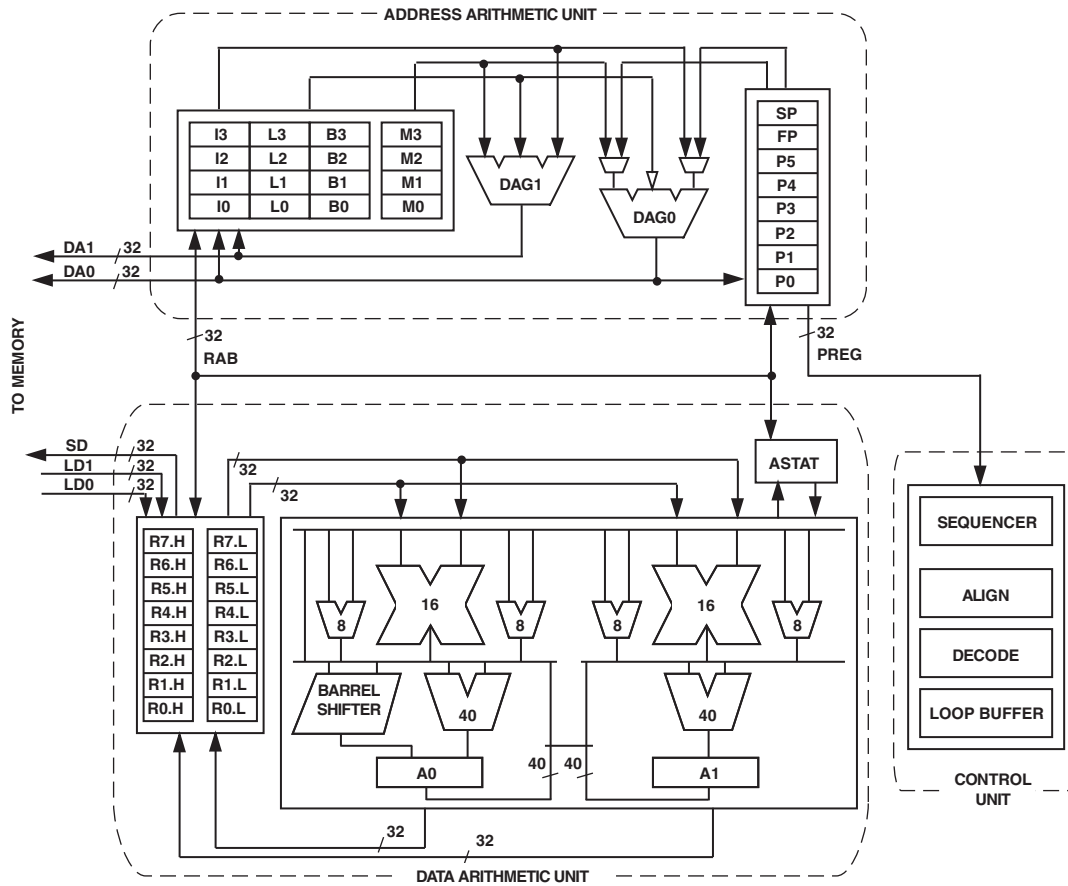 ADDRESS ARITHMETIC UNIT
I3 L3 B3 M3
I2 L2 B2 M2
I1 L1 B1 M1
I0 L0 B0 M0
DAG1
DAG0
SP
FP
P5
P4
P3
P2
P1
P0
DA1 32
DA0 32
TO MEMORY
32
RAB
32
PREG
SD 32
LD1 32
LD0 32
32
32
ASTAT
R7.H R7.L
R6.H R6.L
R5.H R5.L
R4.H R4.L
R3.H R3.L
R2.H R2.L
R1.H R1.L
R0.H R0.L
8 16 8 8 16 8
BARREL
SHIFTER
40
40
A0
40 40
A1
32
32
DATA ARITHMETIC UNIT
SEQUENCER
ALIGN
DECODE
LOOP BUFFER
CONTROL
UNIT